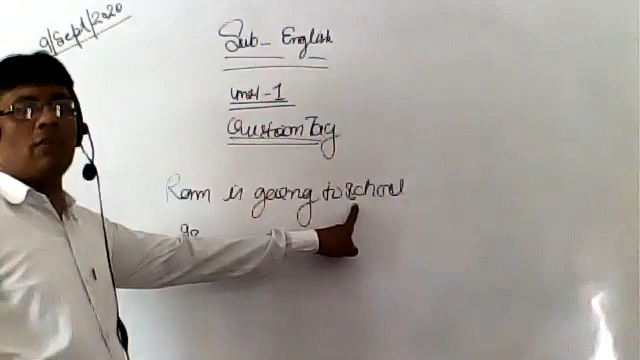 9/Sept/2020
Sub- English
Unit-1
Question Tag
Ram is going to school